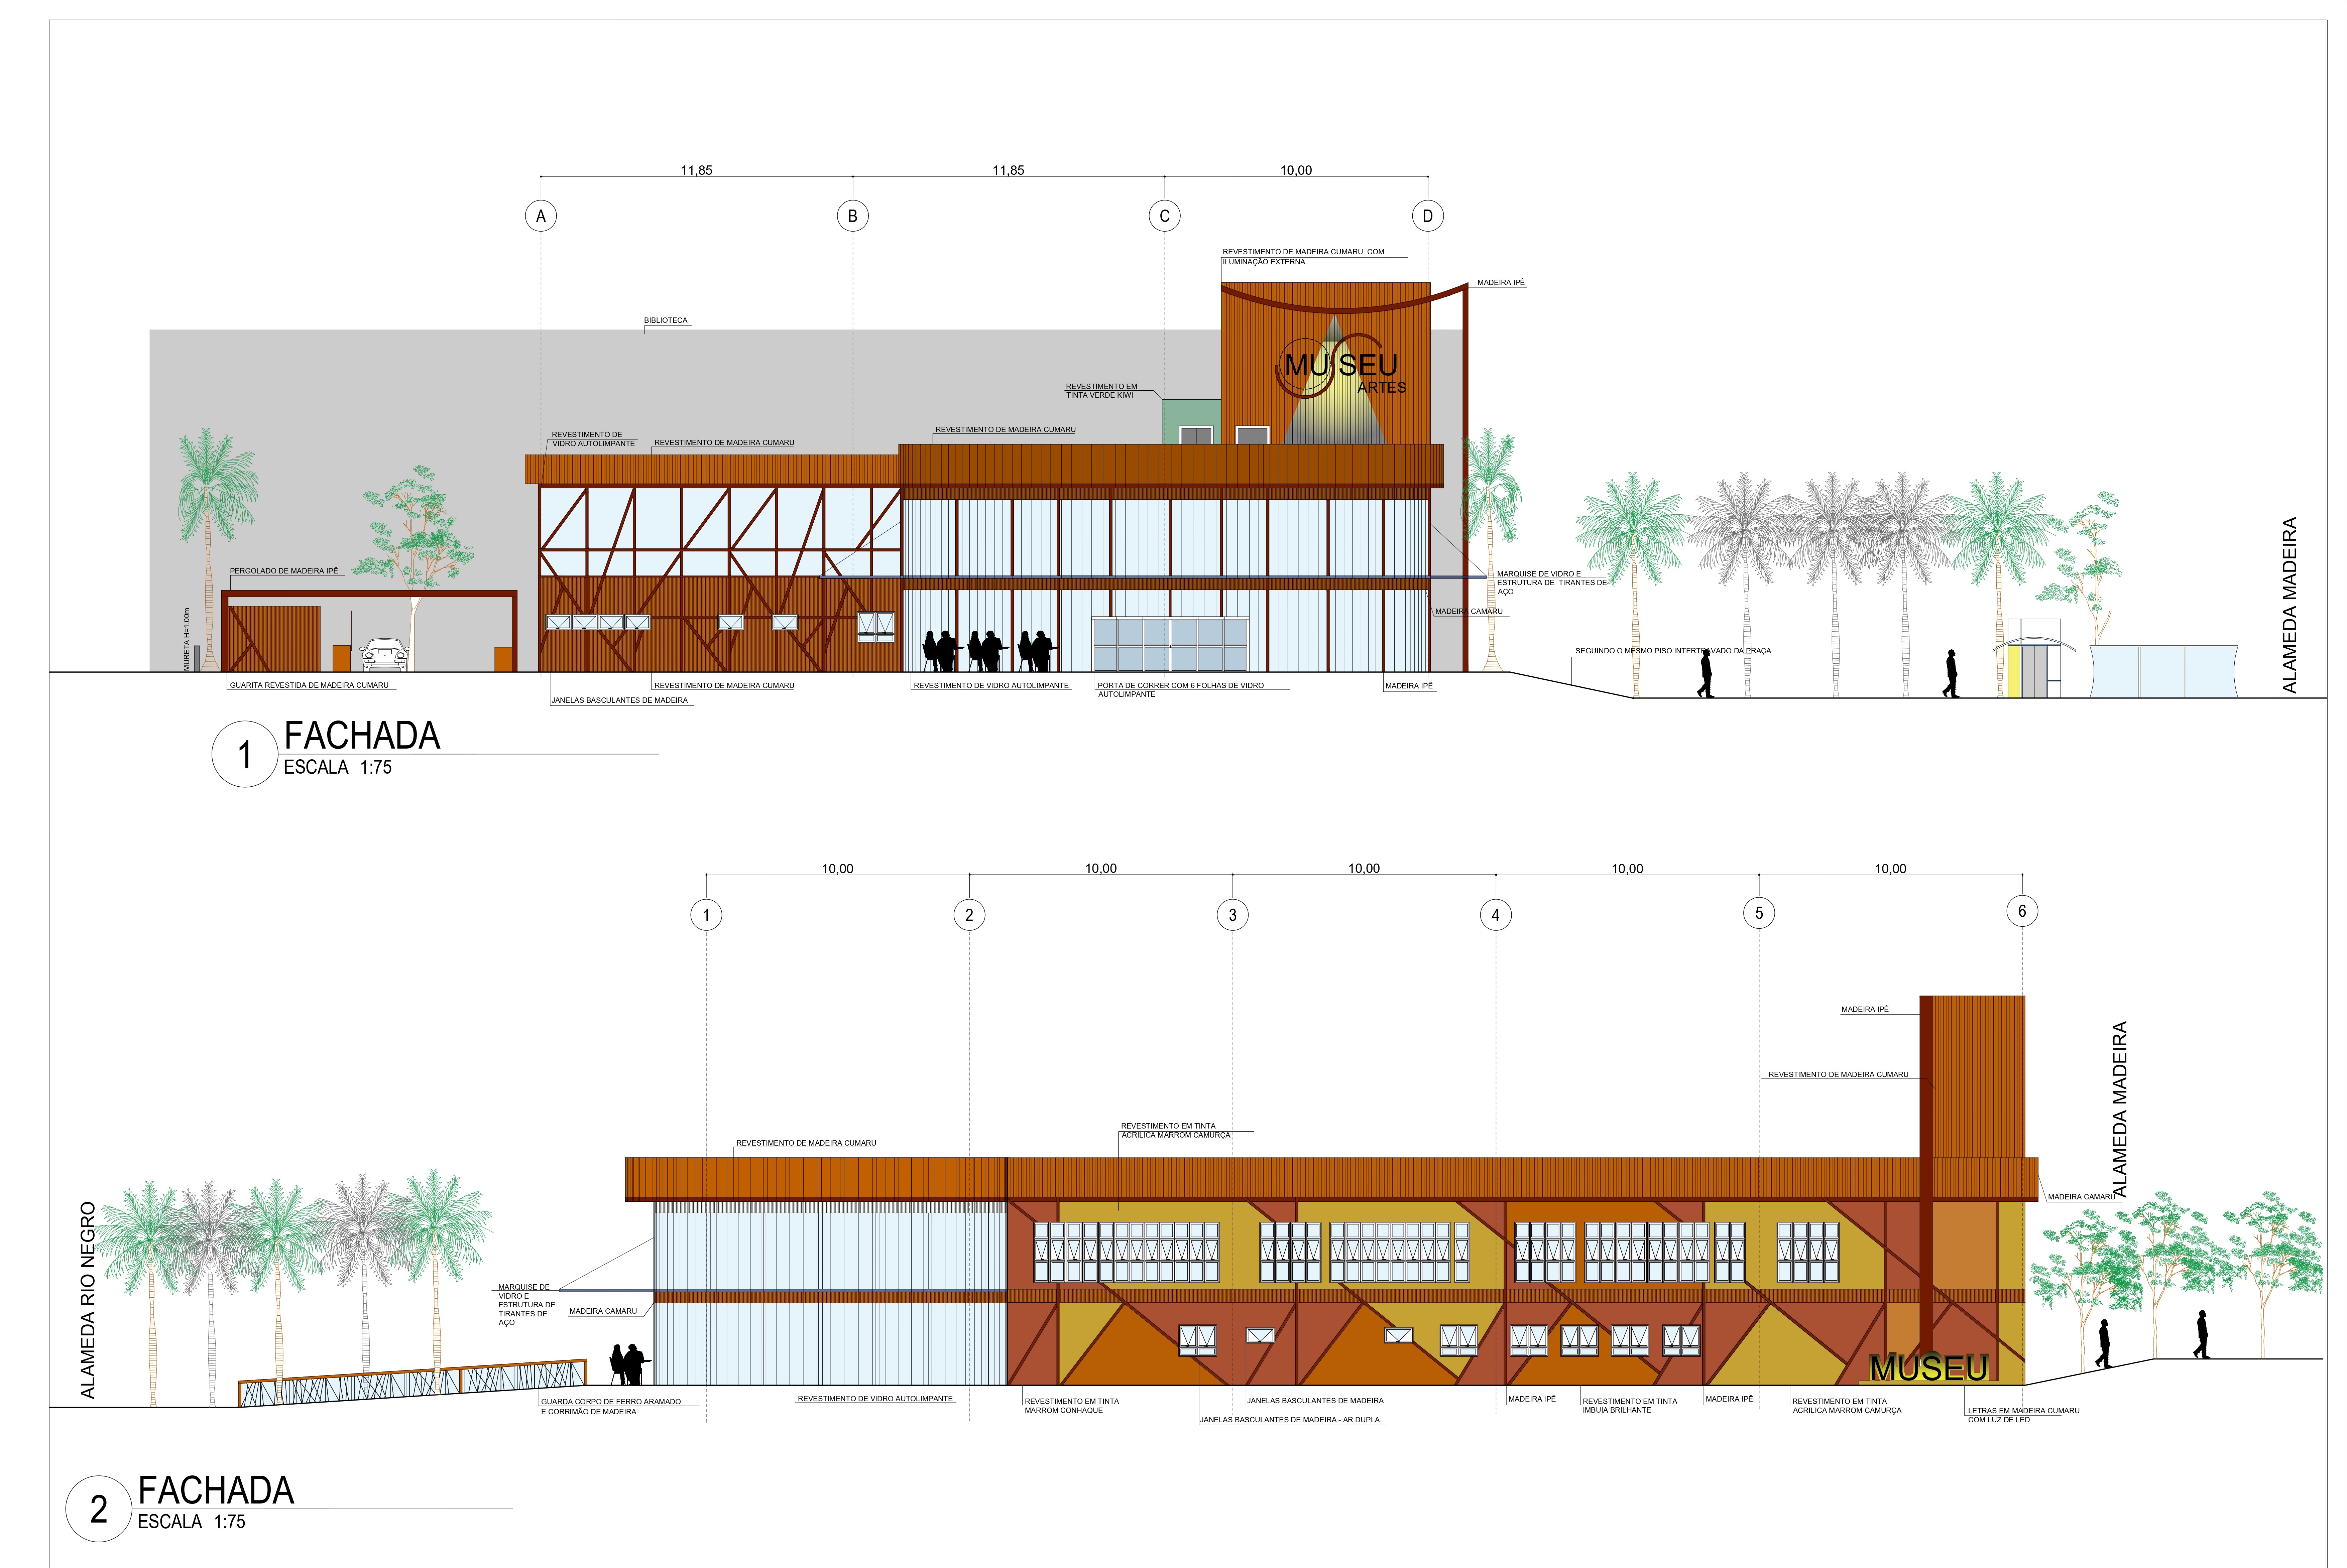 11,85
11,85
10,00
A
B
C
D
REVESTIMENTO DE MADEIRA CUMARU COM
ILUMINAÇÃO EXTERNA
MADEIRA IPÊ
BIBLIOTECA
MUSEU
ARTES
REVESTIMENTO EM
TINTA VERDE KIWI
REVESTIMENTO DE
VIDRO AUTOLIMPANTE
REVESTIMENTO DE MADEIRA CUMARU
REVESTIMENTO DE MADEIRA CUMARU
PERGOLADO DE MADEIRA IPÊ
MURETA H=1.00m
MARQUISE DE VIDRO E
ESTRUTURA DE TIRANTES DE
AÇO
MADEIRA CAMARU
SEGUINDO O MESMO PISO INTERTRAVADO DA PRAÇA
ALAMEDA MADEIRA
GUARITA REVESTIDA DE MADEIRA CUMARU
REVESTIMENTO DE MADEIRA CUMARU
JANELAS BASCULANTES DE MADEIRA
REVESTIMENTO DE VIDRO AUTOLIMPANTE
PORTA DE CORRER COM 6 FOLHAS DE VIDRO
AUTOLIMPANTE
MADEIRA IPÊ
1
FACHADA
ESCALA 1:75
10,00
10,00
10,00
10,00
10,00
1
2
3
4
5
6
MADEIRA IPÊ
REVESTIMENTO DE MADEIRA CUMARU
ALAMEDA MADEIRA
REVESTIMENTO EM TINTA
ACRILICA MARROM CAMURÇA
REVESTIMENTO DE MADEIRA CUMARU
MADEIRA CAMARU
ALAMEDA RIO NEGRO
MARQUISE DE
VIDRO E
ESTRUTURA DE
TIRANTES DE
AÇO
MADEIRA CAMARU
MUSEU
GUARDA CORPO DE FERRO ARAMADO
E CORRIMÃO DE MADEIRA
REVESTIMENTO DE VIDRO AUTOLIMPANTE
REVESTIMENTO EM TINTA
MARROM CONHAQUE
JANELAS BASCULANTES DE MADEIRA - AR DUPLA
JANELAS BASCULANTES DE MADEIRA
MADEIRA IPÊ
REVESTIMENTO EM TINTA
IMBUIA BRILHANTE
MADEIRA IPÊ
REVESTIMENTO EM TINTA
ACRILICA MARROM CAMURÇA
LETRAS EM MADEIRA CUMARU
COM LUZ DE LED
2
FACHADA
ESCALA 1:75